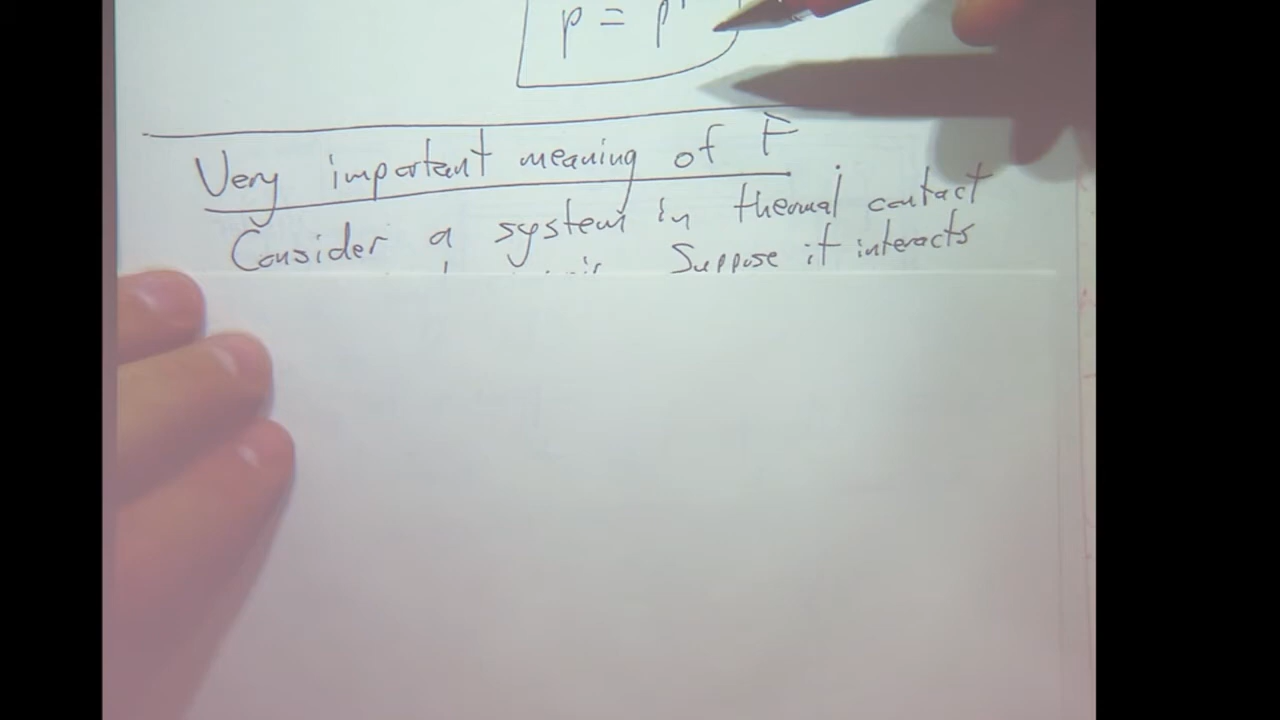 p = p'
Very important meaning of F
Consider a system in thermal contact
Suppose it interacts